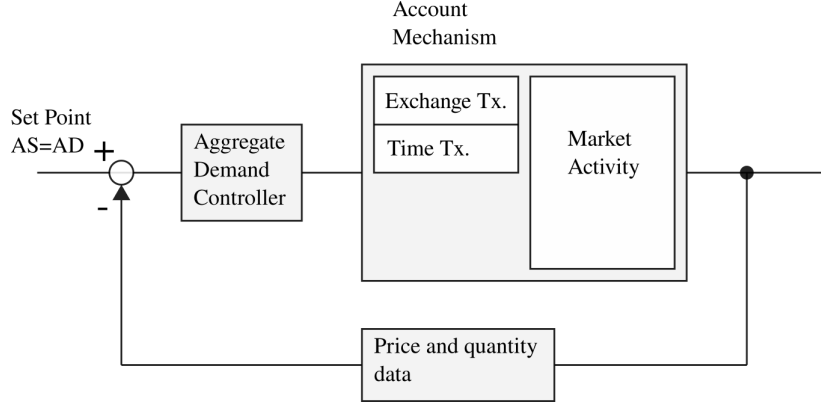 Account
Mechanism
Set Point
AS=AD
+
-
Aggregate
Demand
Controller
Exchange Tx.
Time Tx.
Market
Activity
Price and quantity
data